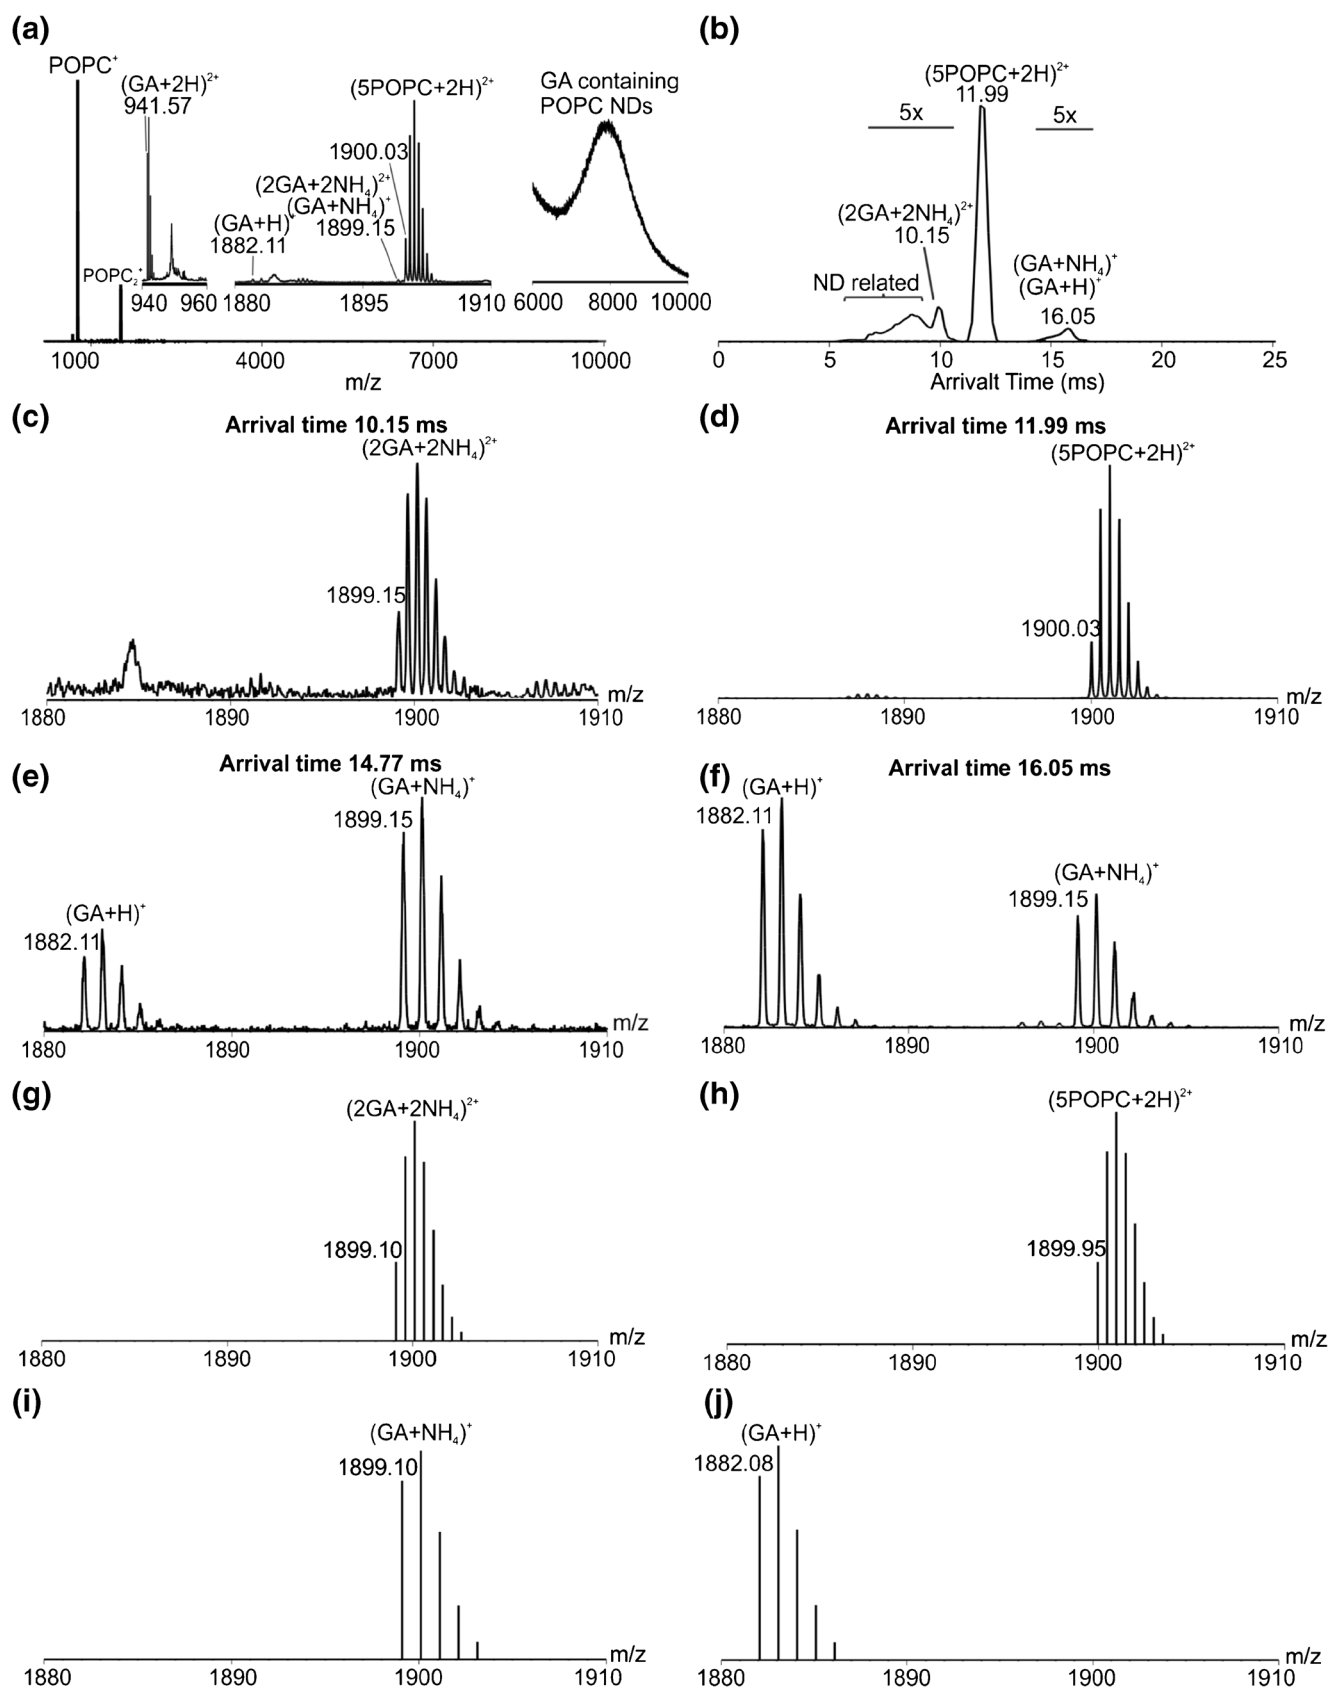 (a)
POPC⁺
(GA+2H)²⁺
941.57
(5POPC+2H)²⁺
1900.03
(2GA+2NH₄)²⁺
(GA+NH₄)⁺
(GA+H)⁺
1899.15
1882.11
GA containing
POPC NDs
POPC₂⁺
940 960 1880 1895 1910 6000 8000 10000
1000 4000 7000 10000
m/z
(b)
(5POPC+2H)²⁺
11.99
5x 5x
(2GA+2NH₄)²⁺
10.15
(GA+NH₄)⁺
(GA+H)⁺
ND related
16.05
0 5 10 15 20 25
Arrivalt Time (ms)
(c)
Arrival time 10.15 ms
(2GA+2NH₄)²⁺
1899.15
m/z
1880 1890 1900 1910
(d)
Arrival time 11.99 ms
(5POPC+2H)²⁺
1900.03
m/z
1880 1890 1900 1910
(e)
Arrival time 14.77 ms
(GA+NH₄)⁺
1899.15
(GA+H)⁺
1882.11
m/z
1880 1890 1900 1910
(f)
Arrival time 16.05 ms
(GA+H)⁺
1882.11
(GA+NH₄)⁺
1899.15
m/z
1880 1890 1900 1910
(g)
(2GA+2NH₄)²⁺
1899.10
m/z
1880 1890 1900 1910
(h)
(5POPC+2H)²⁺
1899.95
m/z
1880 1890 1900 1910
(i)
(GA+NH₄)⁺
1899.10
m/z
1880 1890 1900 1910
(j)
(GA+H)⁺
1882.08
m/z
1880 1890 1900 1910